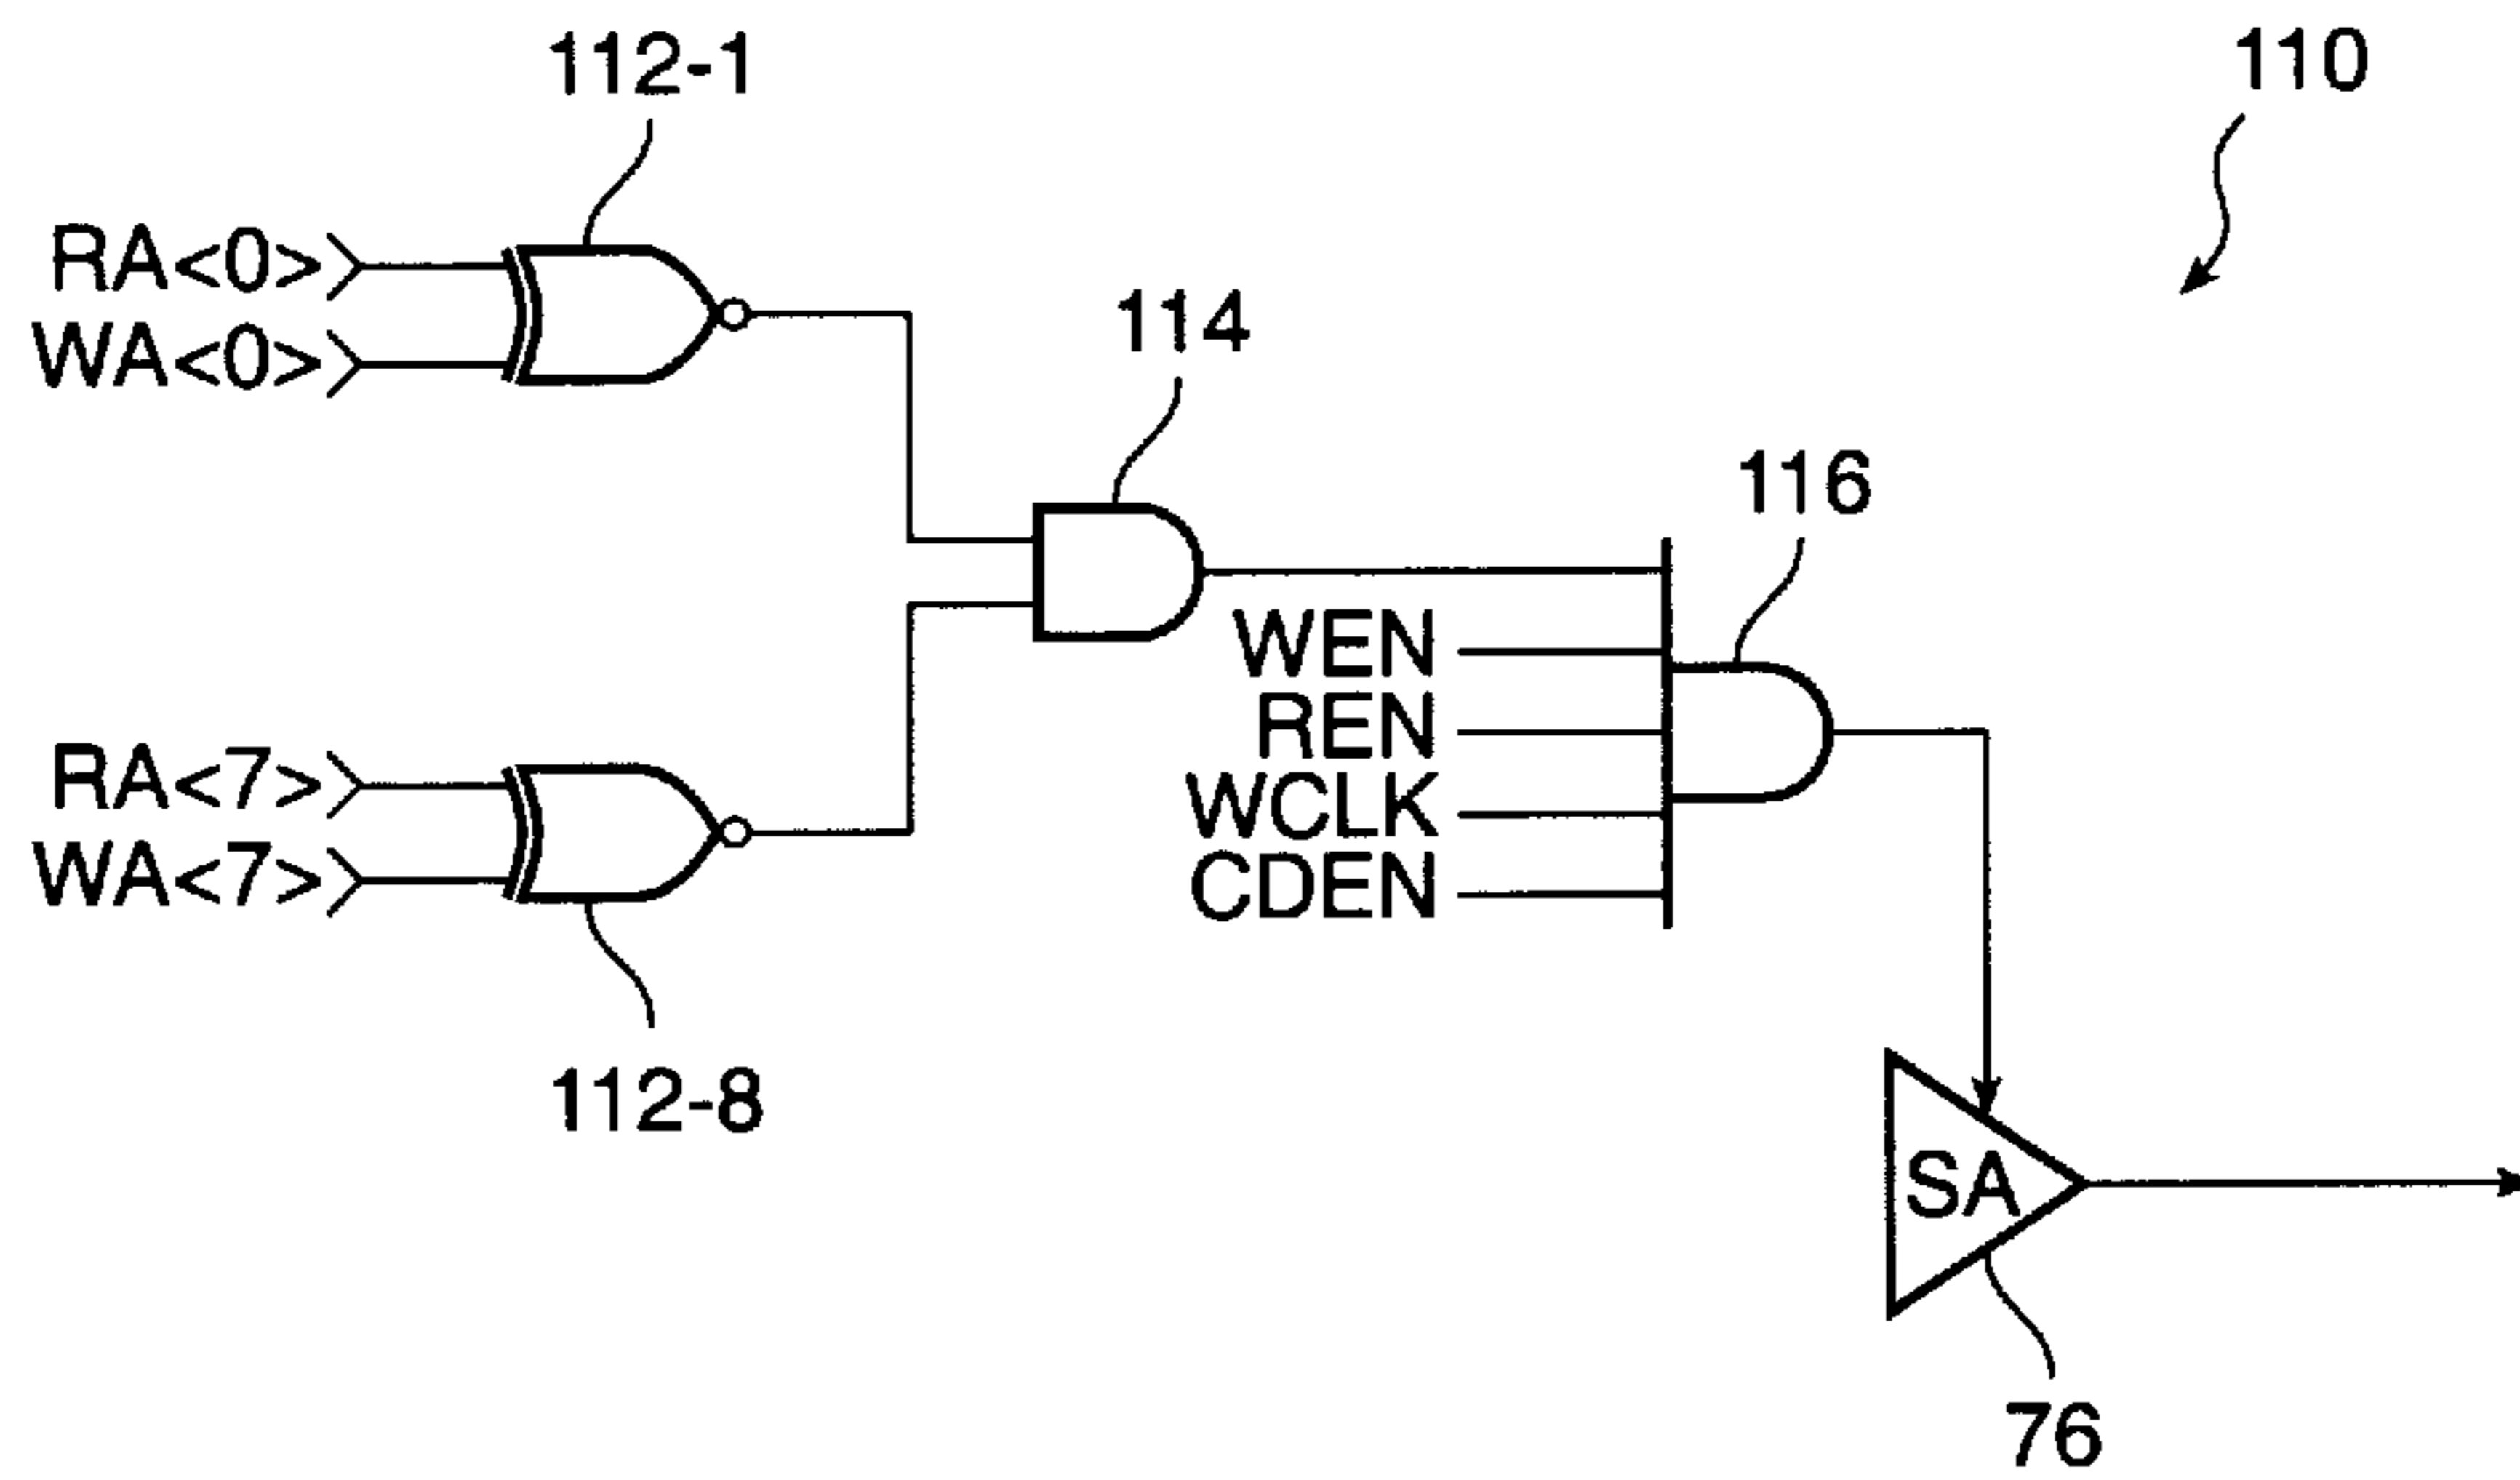 112-1
110
RA<0>
WA<0>
114
116
WEN
REN
RA<7>
WCLK
WA<7>
CDEN
112-8
SA
76